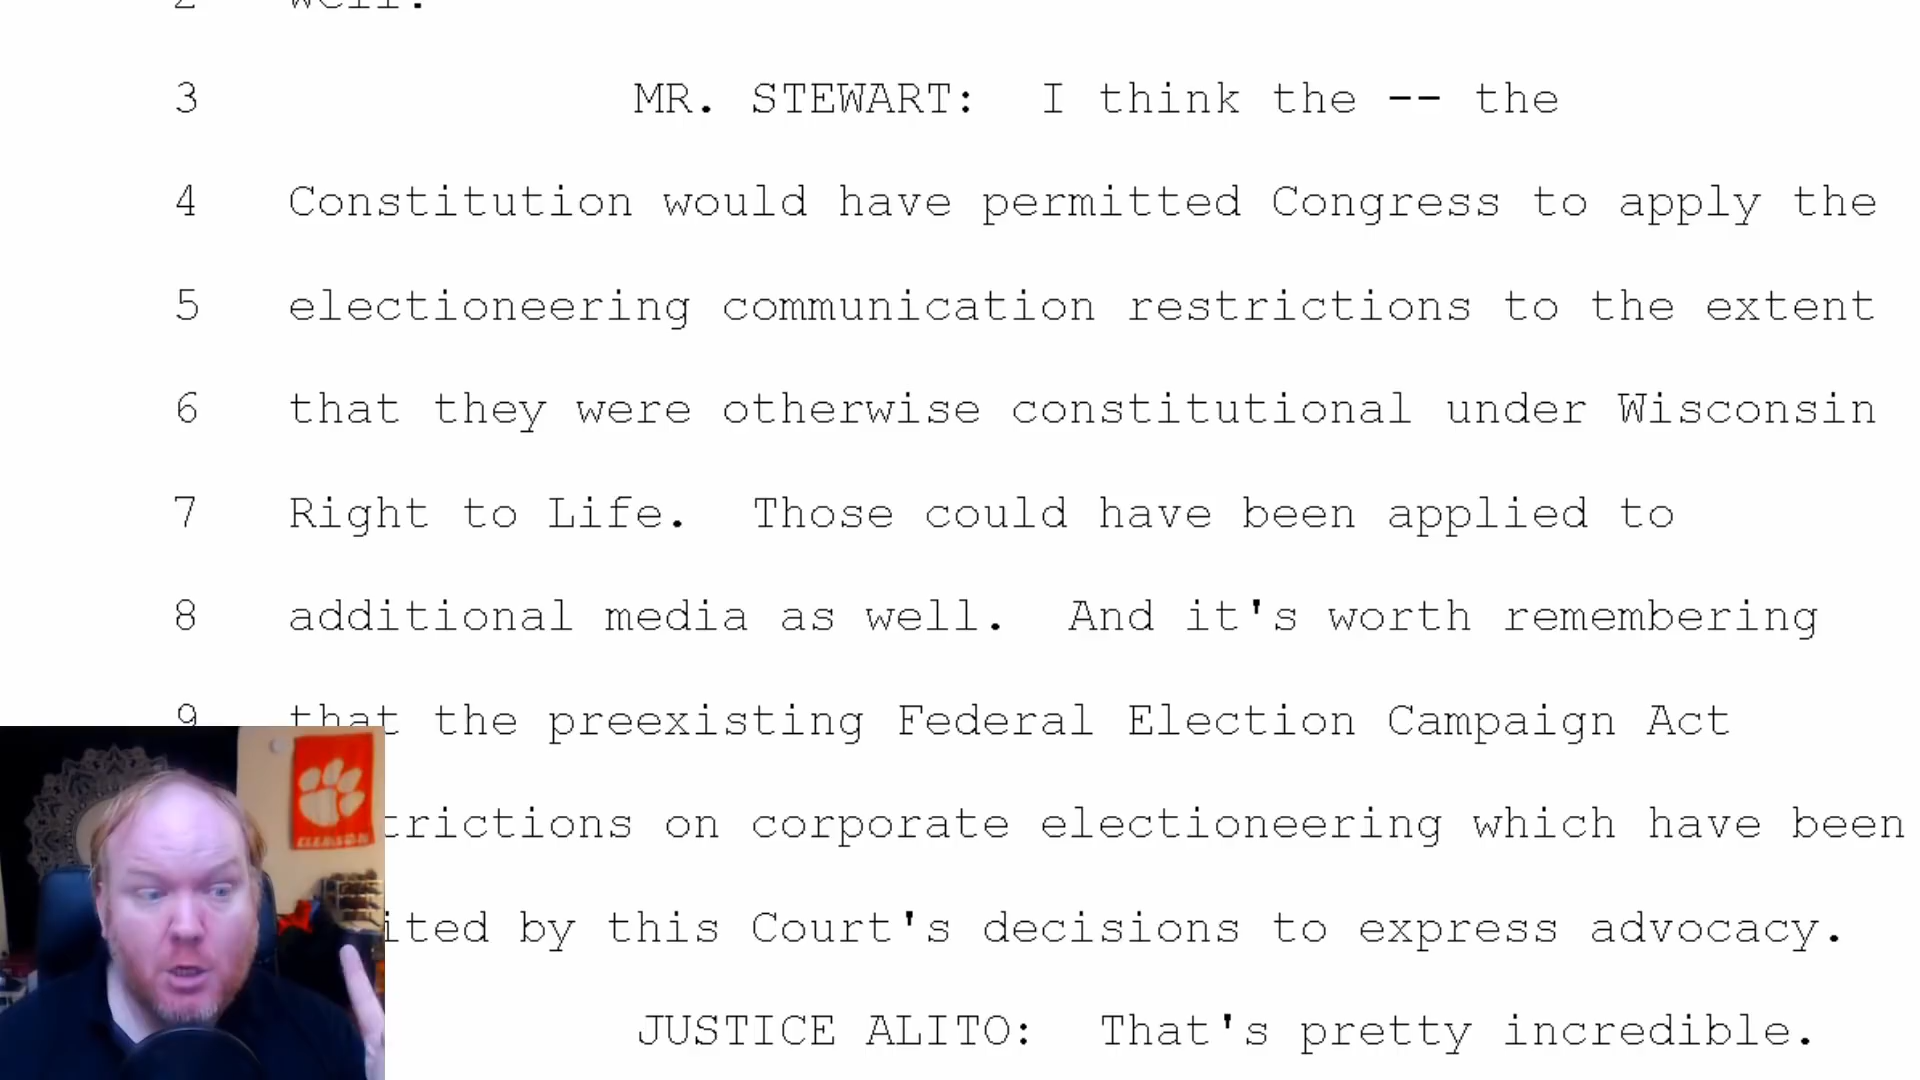 2 well?
3 MR. STEWART: I think the -- the
4 Constitution would have permitted Congress to apply the
5 electioneering communication restrictions to the extent
6 that they were otherwise constitutional under Wisconsin
7 Right to Life. Those could have been applied to
8 additional media as well. And it's worth remembering
9 that the preexisting Federal Election Campaign Act
trictions on corporate electioneering which have been
ited by this Court's decisions to express advocacy.
JUSTICE ALITO: That's pretty incredible.
CLEMSON